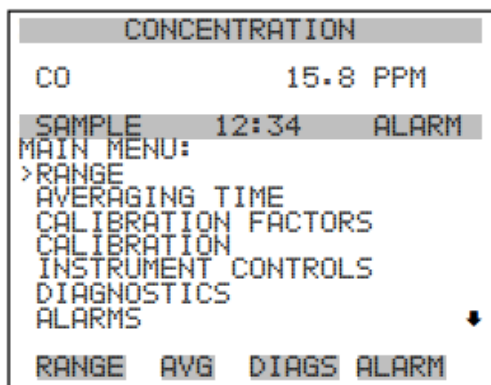 CONCENTRATION
CO 15.8 PPM
SAMPLE 12:34 ALARM
MAIN MENU:
>RANGE
AVERAGING TIME
CALIBRATION FACTORS
CALIBRATION
INSTRUMENT CONTROLS
DIAGNOSTICS
ALARMS
RANGE AVG DIAGS ALARM